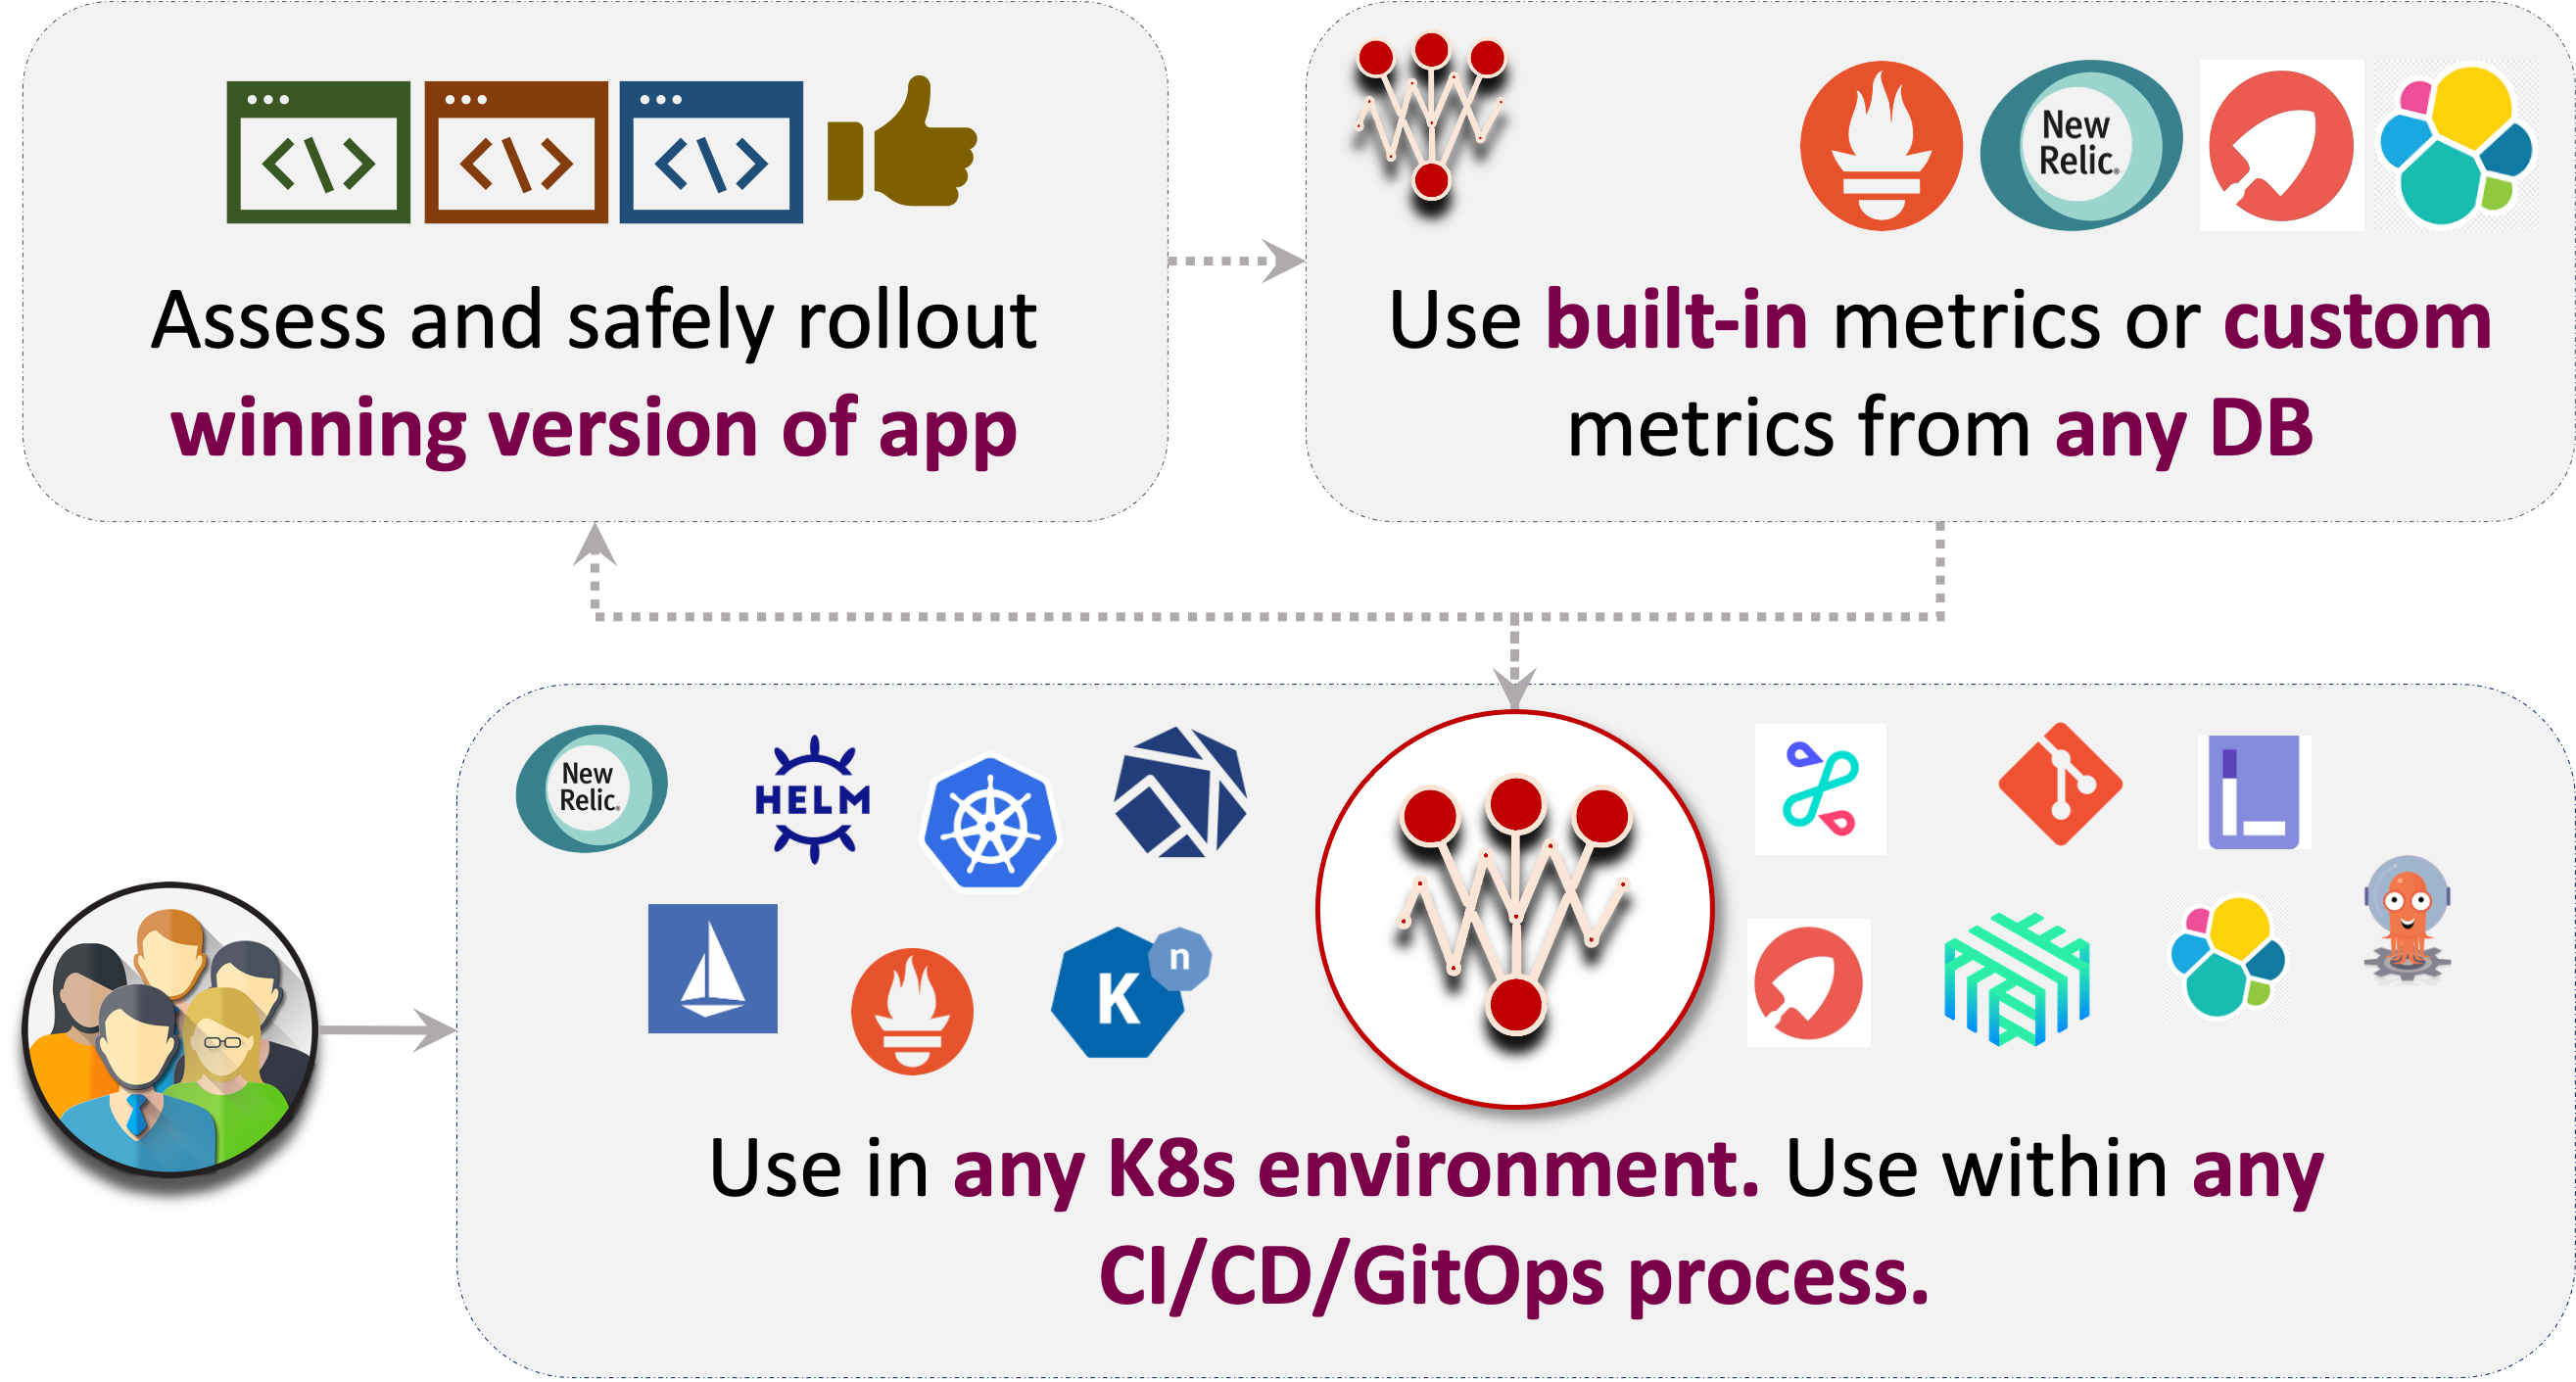 </>
</>
</>
New
Relic®
Assess and safely rollout
winning version of app
Use built-in metrics or custom
metrics from any DB
New
Relic®
HELM
K
n
Use in any K8s environment. Use within any
CI/CD/GitOps process.